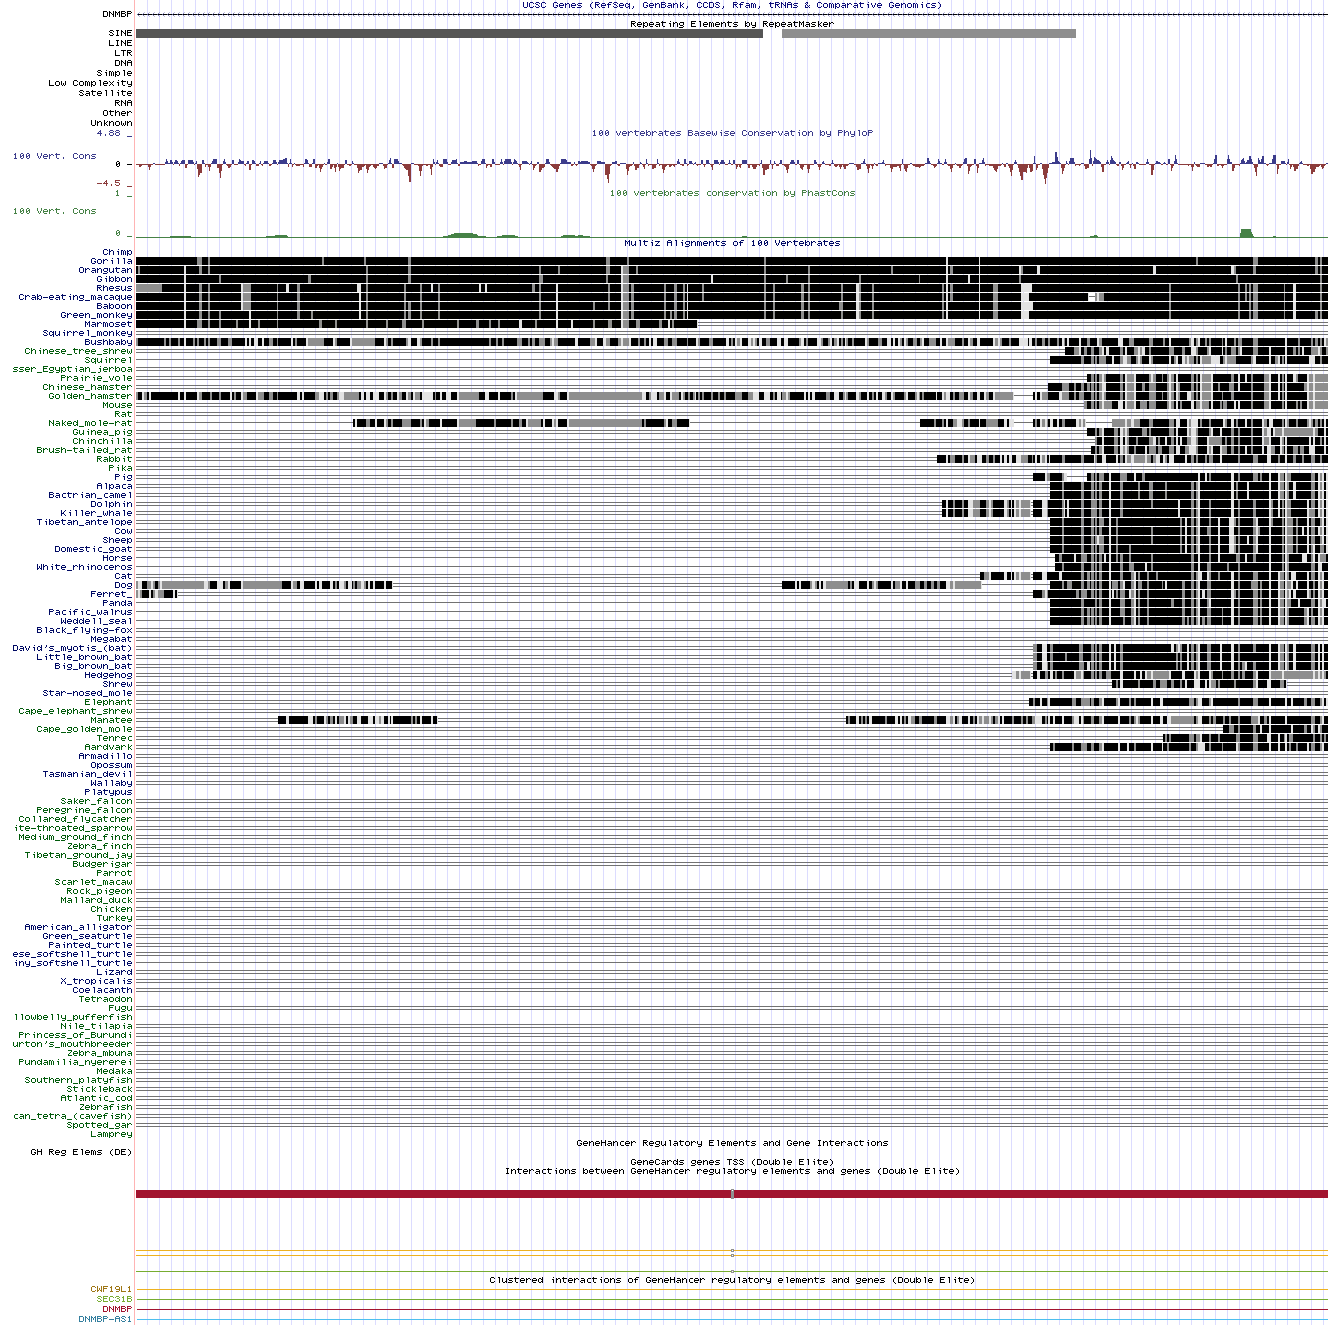 UCSC Genes (RefSeq, GenBank, CCDS, Rfam, tRNAs & Comparative Genomics)
DNMBP
Repeating Elements by RepeatMasker
SINE
LINE
LTR
DNA
Simple
Low Complexity
Satellite
RNA
Other
Unknown
4.88 _
100 vertebrates Basewise Conservation by PhyloP
100 Vert. Cons
0 _
-4.5 _
1 _
100 vertebrates conservation by PhastCons
100 Vert. Cons
0 _
Multiz Alignments of 100 Vertebrates
Chimp
Gorilla
Orangutan
Gibbon
Rhesus
Crab-eating_macaque
Baboon
Green_monkey
Marmoset
Squirrel_monkey
Bushbaby
Chinese_tree_shrew
Squirrel
sser_Egyptian_jerboa
Prairie_vole
Chinese_hamster
Golden_hamster
Mouse
Rat
Naked_mole-rat
Guinea_pig
Chinchilla
Brush-tailed_rat
Rabbit
Pika
Pig
Alpaca
Bactrian_camel
Dolphin
Killer_whale
Tibetan_antelope
Cow
Sheep
Domestic_goat
Horse
White_rhinoceros
Cat
Dog
Ferret_
Panda
Pacific_walrus
Weddell_seal
Black_flying-fox
Megabat
David's_myotis_(bat)
Little_brown_bat
Big_brown_bat
Hedgehog
Shrew
Star-nosed_mole
Elephant
Cape_elephant_shrew
Manatee
Cape_golden_mole
Tenrec
Aardvark
Armadillo
Opossum
Tasmanian_devil
Wallaby
Platypus
Saker_falcon
Peregrine_falcon
Collared_flycatcher
ite-throated_sparrow
Medium_ground_finch
Zebra_finch
Tibetan_ground_jay
Budgerigar
Parrot
Scarlet_macaw
Rock_pigeon
Mallard_duck
Chicken
Turkey
American_alligator
Green_seaturtle
Painted_turtle
ese_softshell_turtle
iny_softshell_turtle
Lizard
X_tropicalis
Coelacanth
Tetraodon
Fugu
llowbelly_pufferfish
Nile_tilapia
Princess_of_Burundi
urton's_mouthbreeder
Zebra_mbuna
Pundamilia_nyererei
Medaka
Southern_platyfish
Stickleback
Atlantic_cod
Zebrafish
can_tetra_(cavefish)
Spotted_gar
Lamprey
GeneHancer Regulatory Elements and Gene Interactions
GH Reg Elems (DE)
GeneCards genes TSS (Double Elite)
Interactions between GeneHancer regulatory elements and genes (Double Elite)
Clustered interactions of GeneHancer regulatory elements and genes (Double Elite)
CWF19L1
SEC31B
DNMBP
DNMBP-AS1